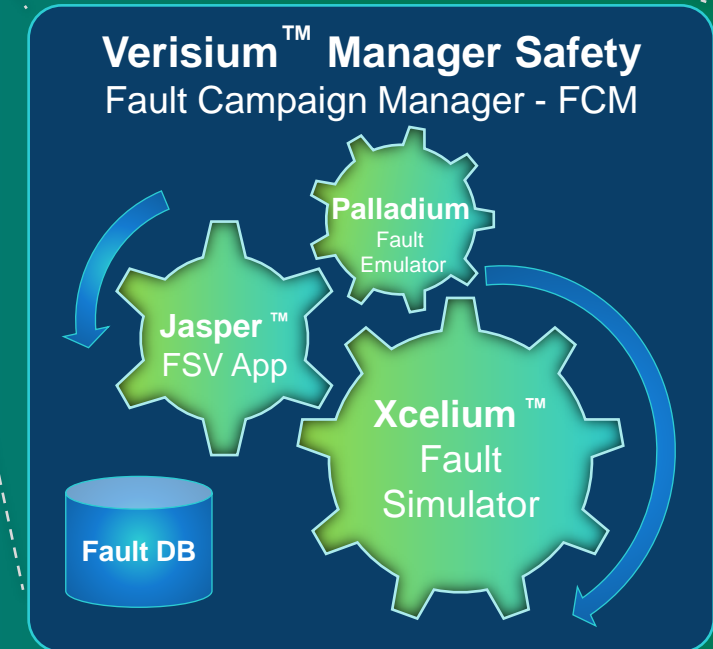 Verisium™ Manager Safety
Fault Campaign Manager - FCM
Palladium
Fault
Emulator
Jasper ™
FSV App
Xcelium ™
Fault
Simulator
Fault DB